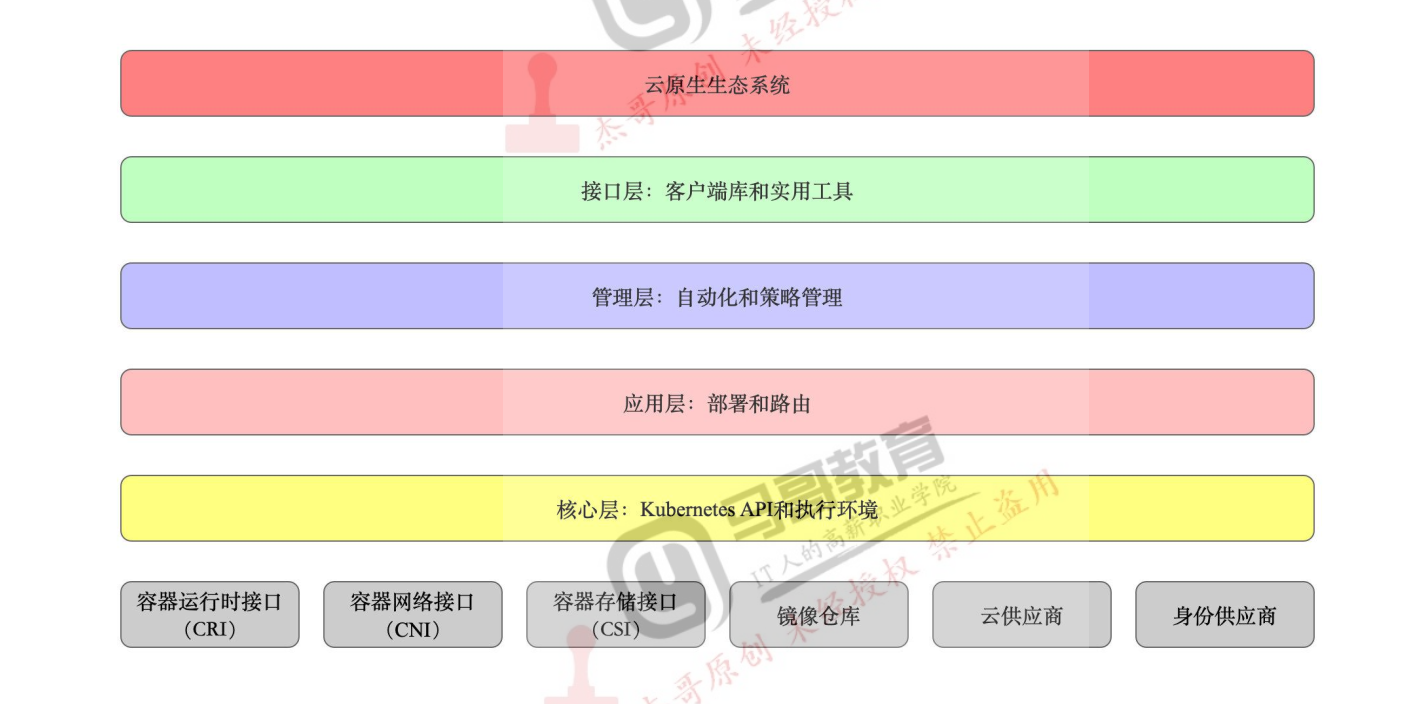 杰哥原创 未经授权
云原生生态系统
接口层：客户端库和实用工具
管理层：自动化和策略管理
应用层：部署和路由
核心层：Kubernetes API和执行环境
马哥教育
IT人的高薪职业学院
杰哥原创 未经授权 禁止盗用
容器运行时接口
（CRI）
容器网络接口
（CNI）
容器存储接口
（CSI）
镜像仓库
云供应商
身份供应商